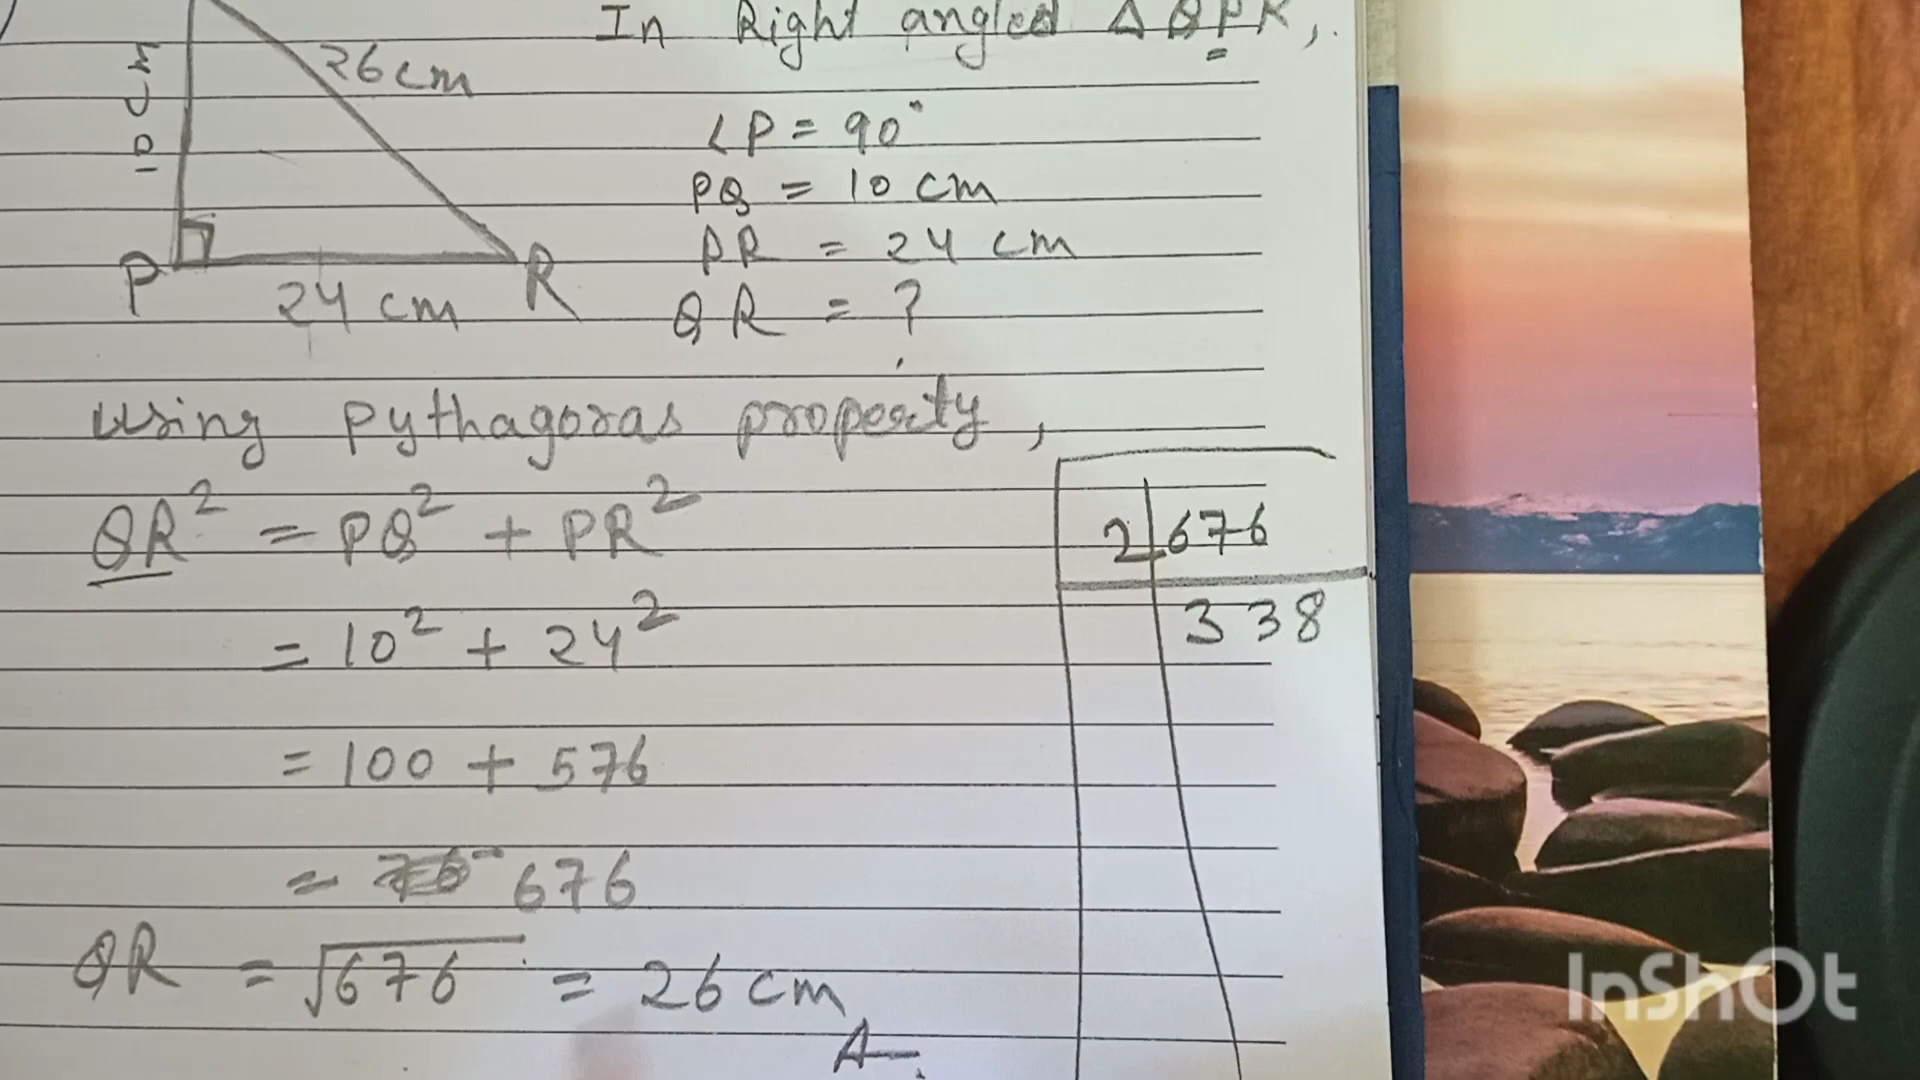 In Right angled Δ QPR,
10 cm
26 cm
∠P = 90°
PQ = 10 cm
PR = 24 cm
P
R
24 cm
QR = ?
using pythagoras property,
QR² = PQ² + PR²
2 676
338
= 10² + 24²
= 100 + 576
= 676
QR = √676 = 26 cm
InShOt